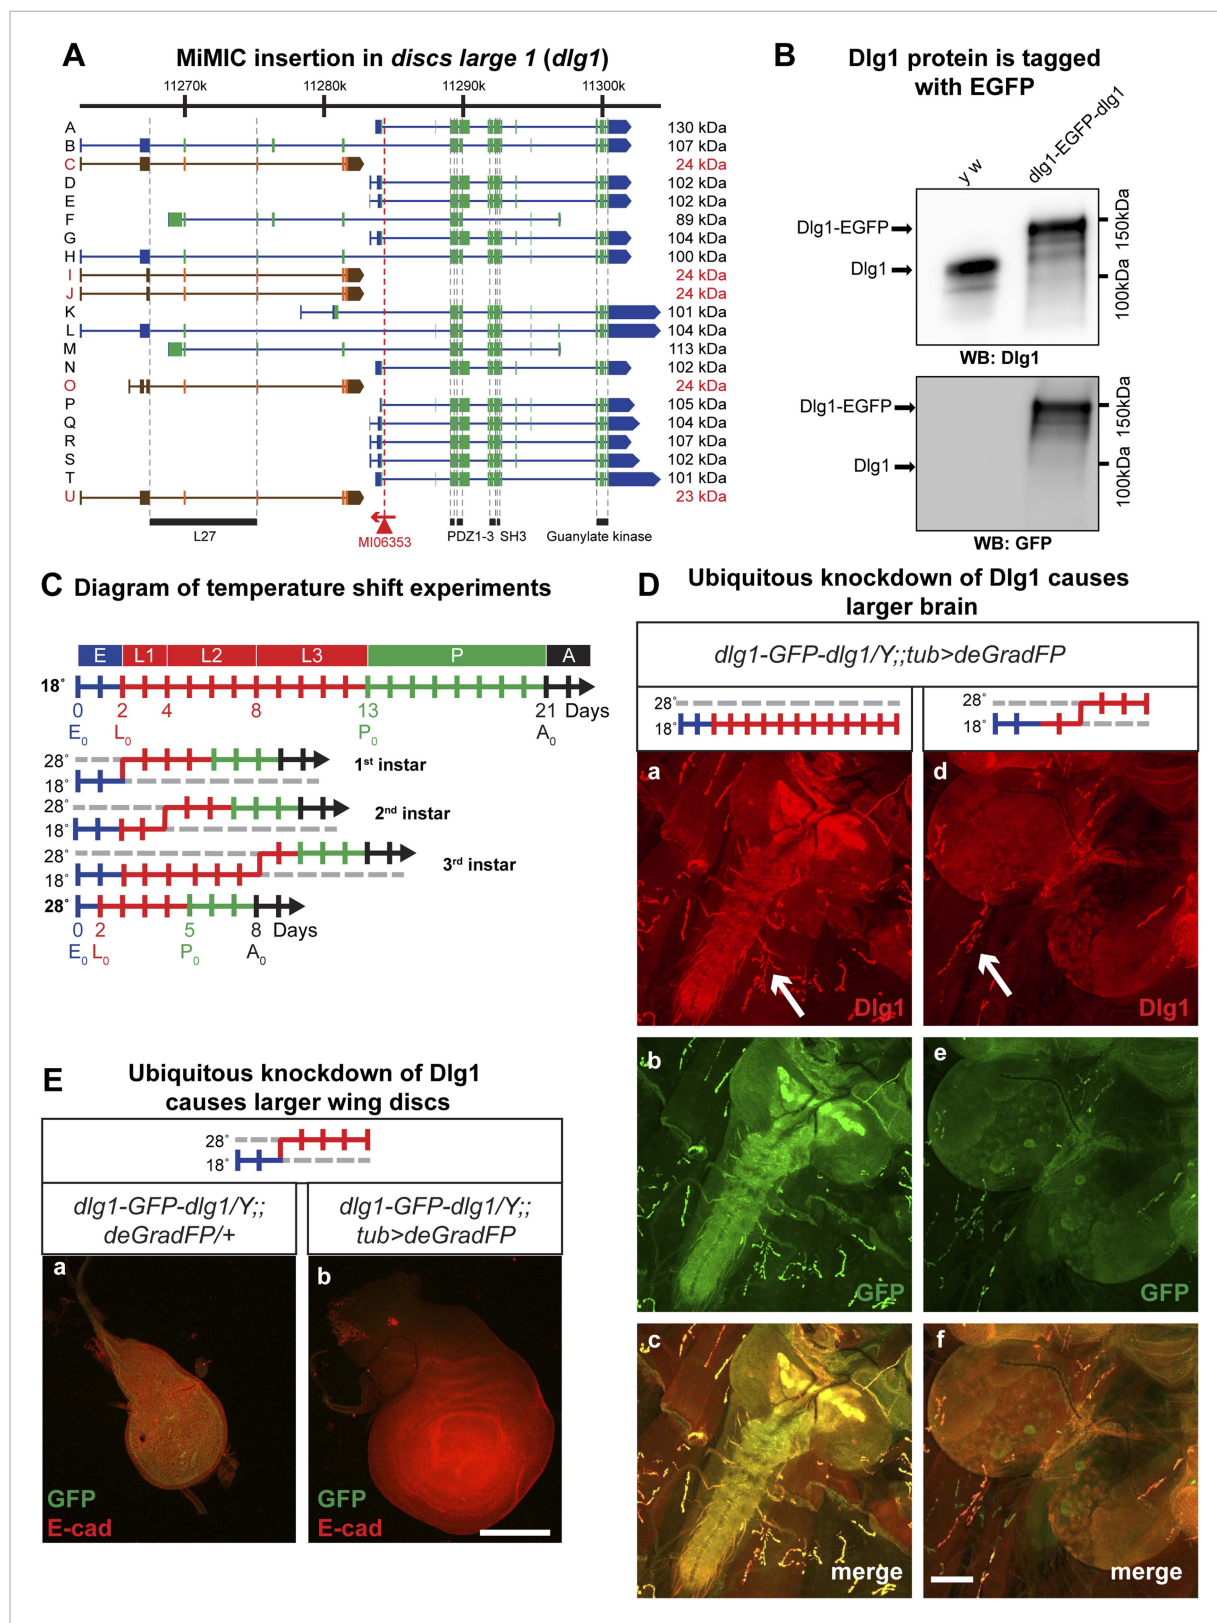 A MiMIC insertion in discs large 1 (dlg1)
11270k 11280k 11290k 11300k
A 130 kDa
B 107 kDa
C 24 kDa
D 102 kDa
E 102 kDa
F 89 kDa
G 104 kDa
H 100 kDa
I 24 kDa
J 24 kDa
K 101 kDa
L 104 kDa
M 113 kDa
N 102 kDa
O 24 kDa
P 105 kDa
Q 104 kDa
R 107 kDa
S 102 kDa
T 101 kDa
U 23 kDa
L27 MI06353 PDZ1-3 SH3 Guanylate kinase
B Dlg1 protein is tagged
with EGFP
y w dlg1-EGFP-dlg1
Dlg1-EGFP 150kDa
Dlg1 100kDa
WB: Dlg1
Dlg1-EGFP 150kDa
Dlg1 100kDa
WB: GFP
C Diagram of temperature shift experiments
E L1 L2 L3 P A
18°
0 2 4 8 13 21 Days
E0 L0 P0 A0
28°
18°
1st instar
28°
18°
2nd instar
28°
18°
3rd instar
28°
0 2 5 8 Days
E0 L0 P0 A0
D Ubiquitous knockdown of Dlg1 causes
larger brain
dlg1-GFP-dlg1/Y;;tub>deGradFP
28° 28°
18° 18°
a Dlg1
d Dlg1
b GFP
e GFP
c merge
f merge
E Ubiquitous knockdown of Dlg1
causes larger wing discs
28°
18°
dlg1-GFP-dlg1/Y;;
deGradFP/+
dlg1-GFP-dlg1/Y;;
tub>deGradFP
a
GFP
E-cad
b
GFP
E-cad